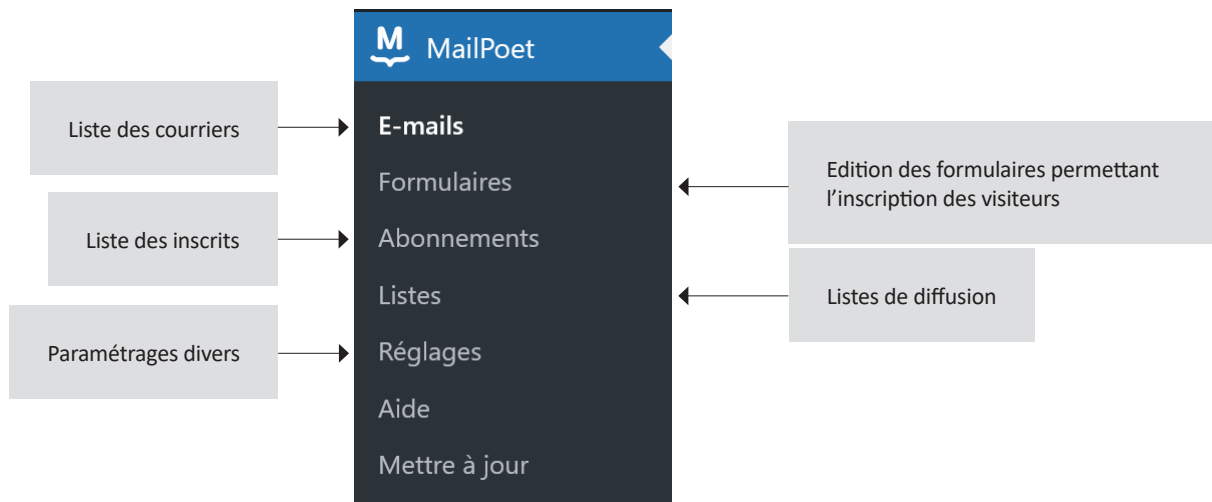 MailPoet
Liste des courriers
E-mails
Formulaires
Edition des formulaires permettant
l'inscription des visiteurs
Liste des inscrits
Abonnements
Listes
Listes de diffusion
Paramétrages divers
Réglages
Aide
Mettre à jour